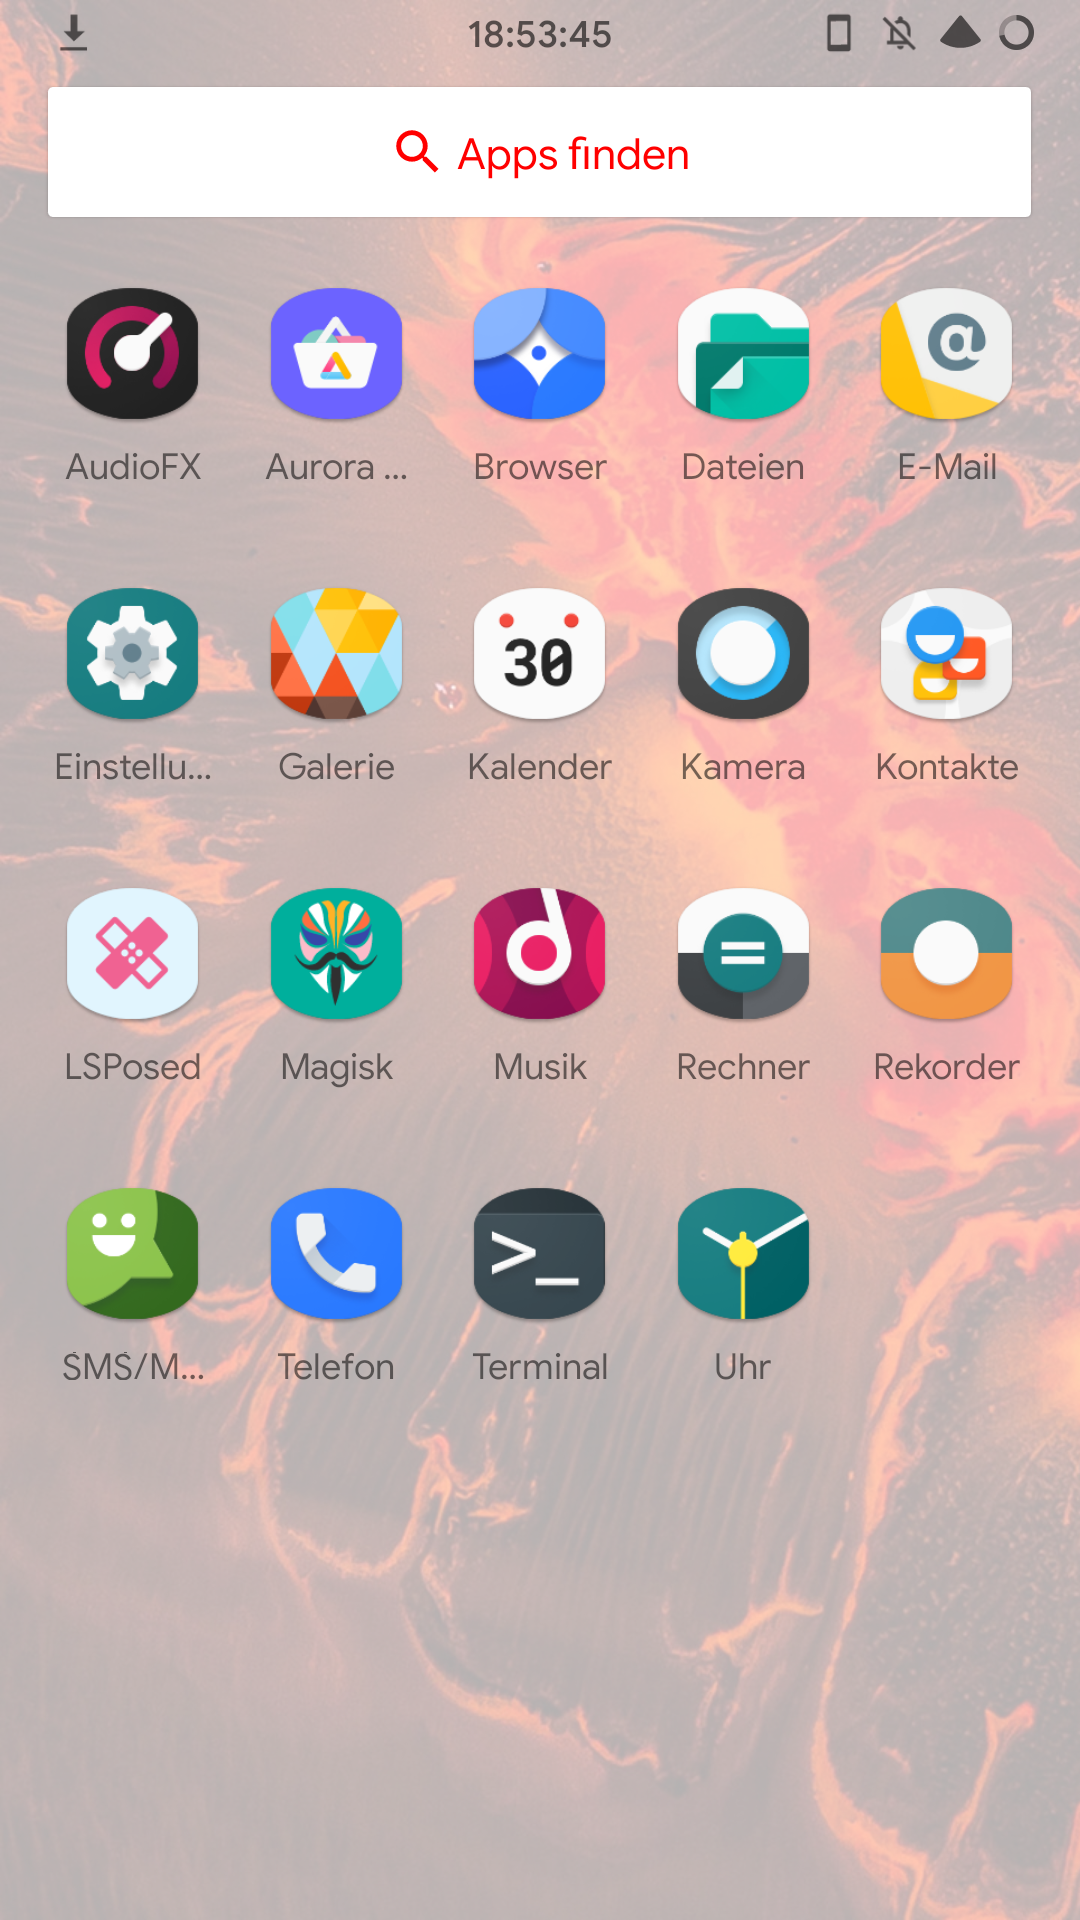 18:53:45
Apps finden
@
AudioFX Aurora ... Browser Dateien E-Mail
30
Einstellu... Galerie Kalender Kamera Kontakte
=
LSPosed Magisk Musik Rechner Rekorder
>_
SMS/M... Telefon Terminal Uhr